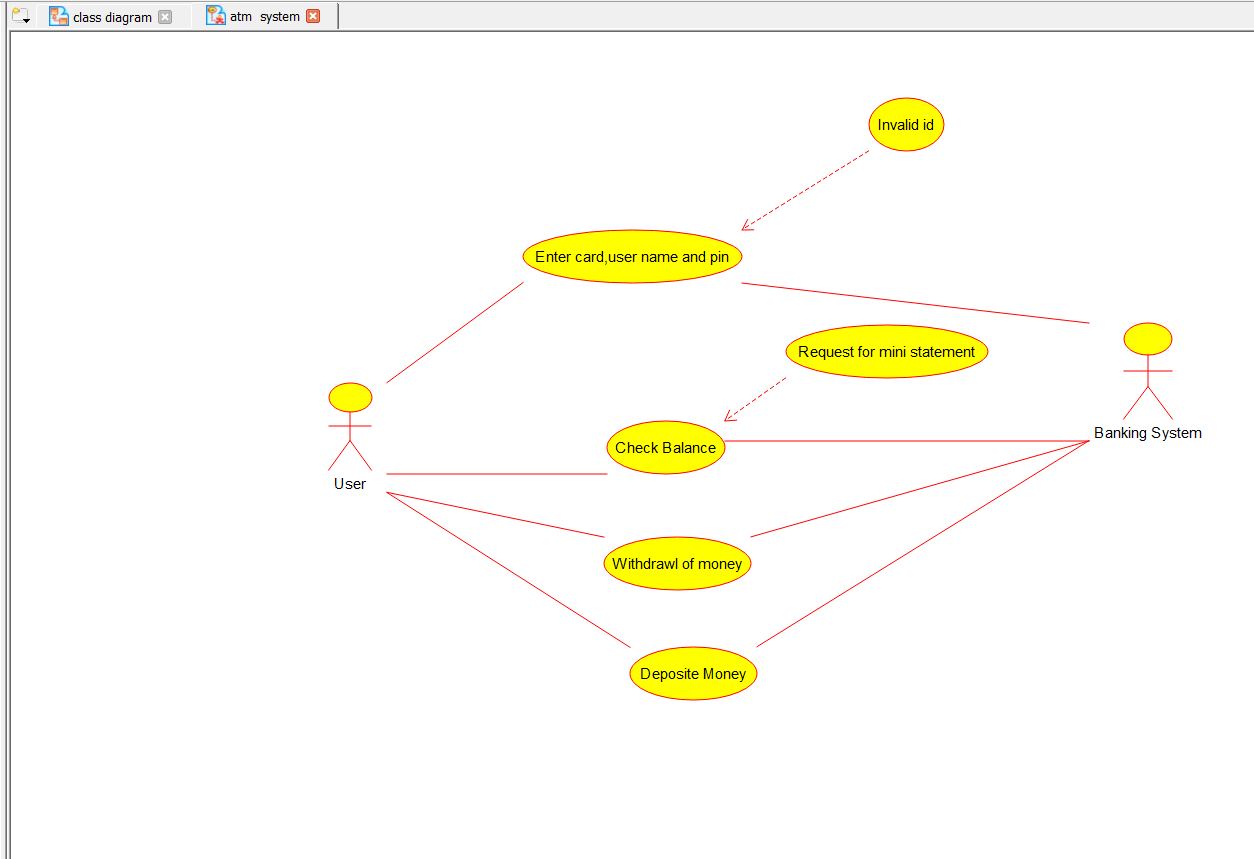 class diagram
atm system
Invalid id
Enter card,user name and pin
Request for mini statement
Banking System
Check Balance
User
Withdrawl of money
Deposite Money